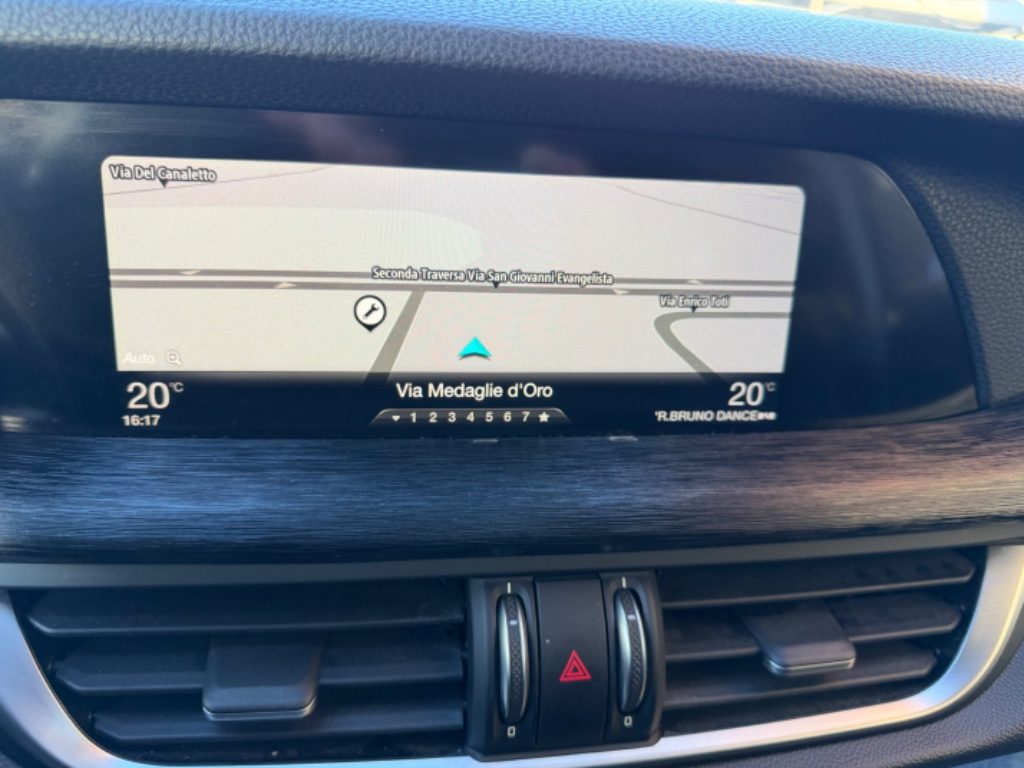 Via Del Canaletto
Seconda Traversa Via San Giovanni Evangelista
Via Enrico Toti
Auto
20°C
Via Medaglie d'Oro
20°C
16:17
1 2 3 4 5 6 7
'R.BRUNO DANCE